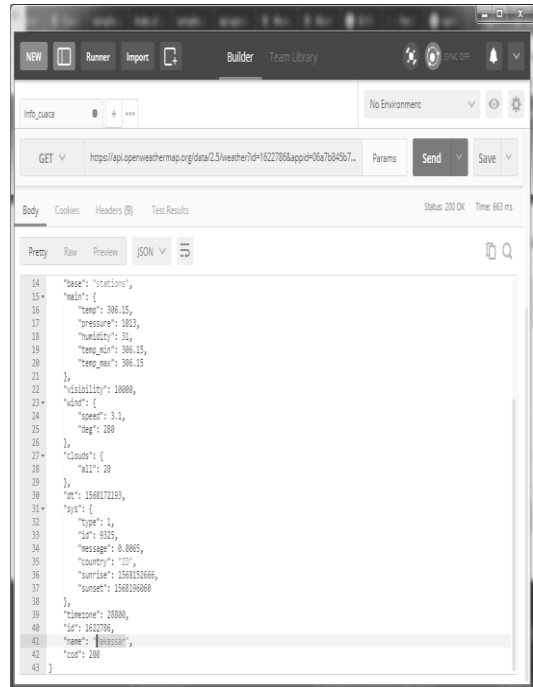 NEW Runner Import Builder Team Library SYNC OFF
Info_cuaca + ••• No Environment
GET https://api.openweathermap.org/data/2.5/weather?id=1622786&appid=06a7b845b7... Params Send Save
Body Cookies Headers (9) Test Results Status: 200 OK Time: 663 ms
Pretty Raw Preview JSON
14 "base": "stations",
15 "main": {
16 "temp": 306.15,
17 "pressure": 1013,
18 "humidity": 31,
19 "temp_min": 306.15,
20 "temp_max": 306.15
21 },
22 "visibility": 10000,
23 "wind": {
24 "speed": 3.1,
25 "deg": 280
26 },
27 "clouds": {
28 "all": 20
29 },
30 "dt": 1568172193,
31 "sys": {
32 "type": 1,
33 "id": 9325,
34 "message": 0.0065,
35 "country": "ID",
36 "sunrise": 1568152666,
37 "sunset": 1568196060
38 },
39 "timezone": 28800,
40 "id": 1622786,
41 "name": "Makassar",
42 "cod": 200
43 }